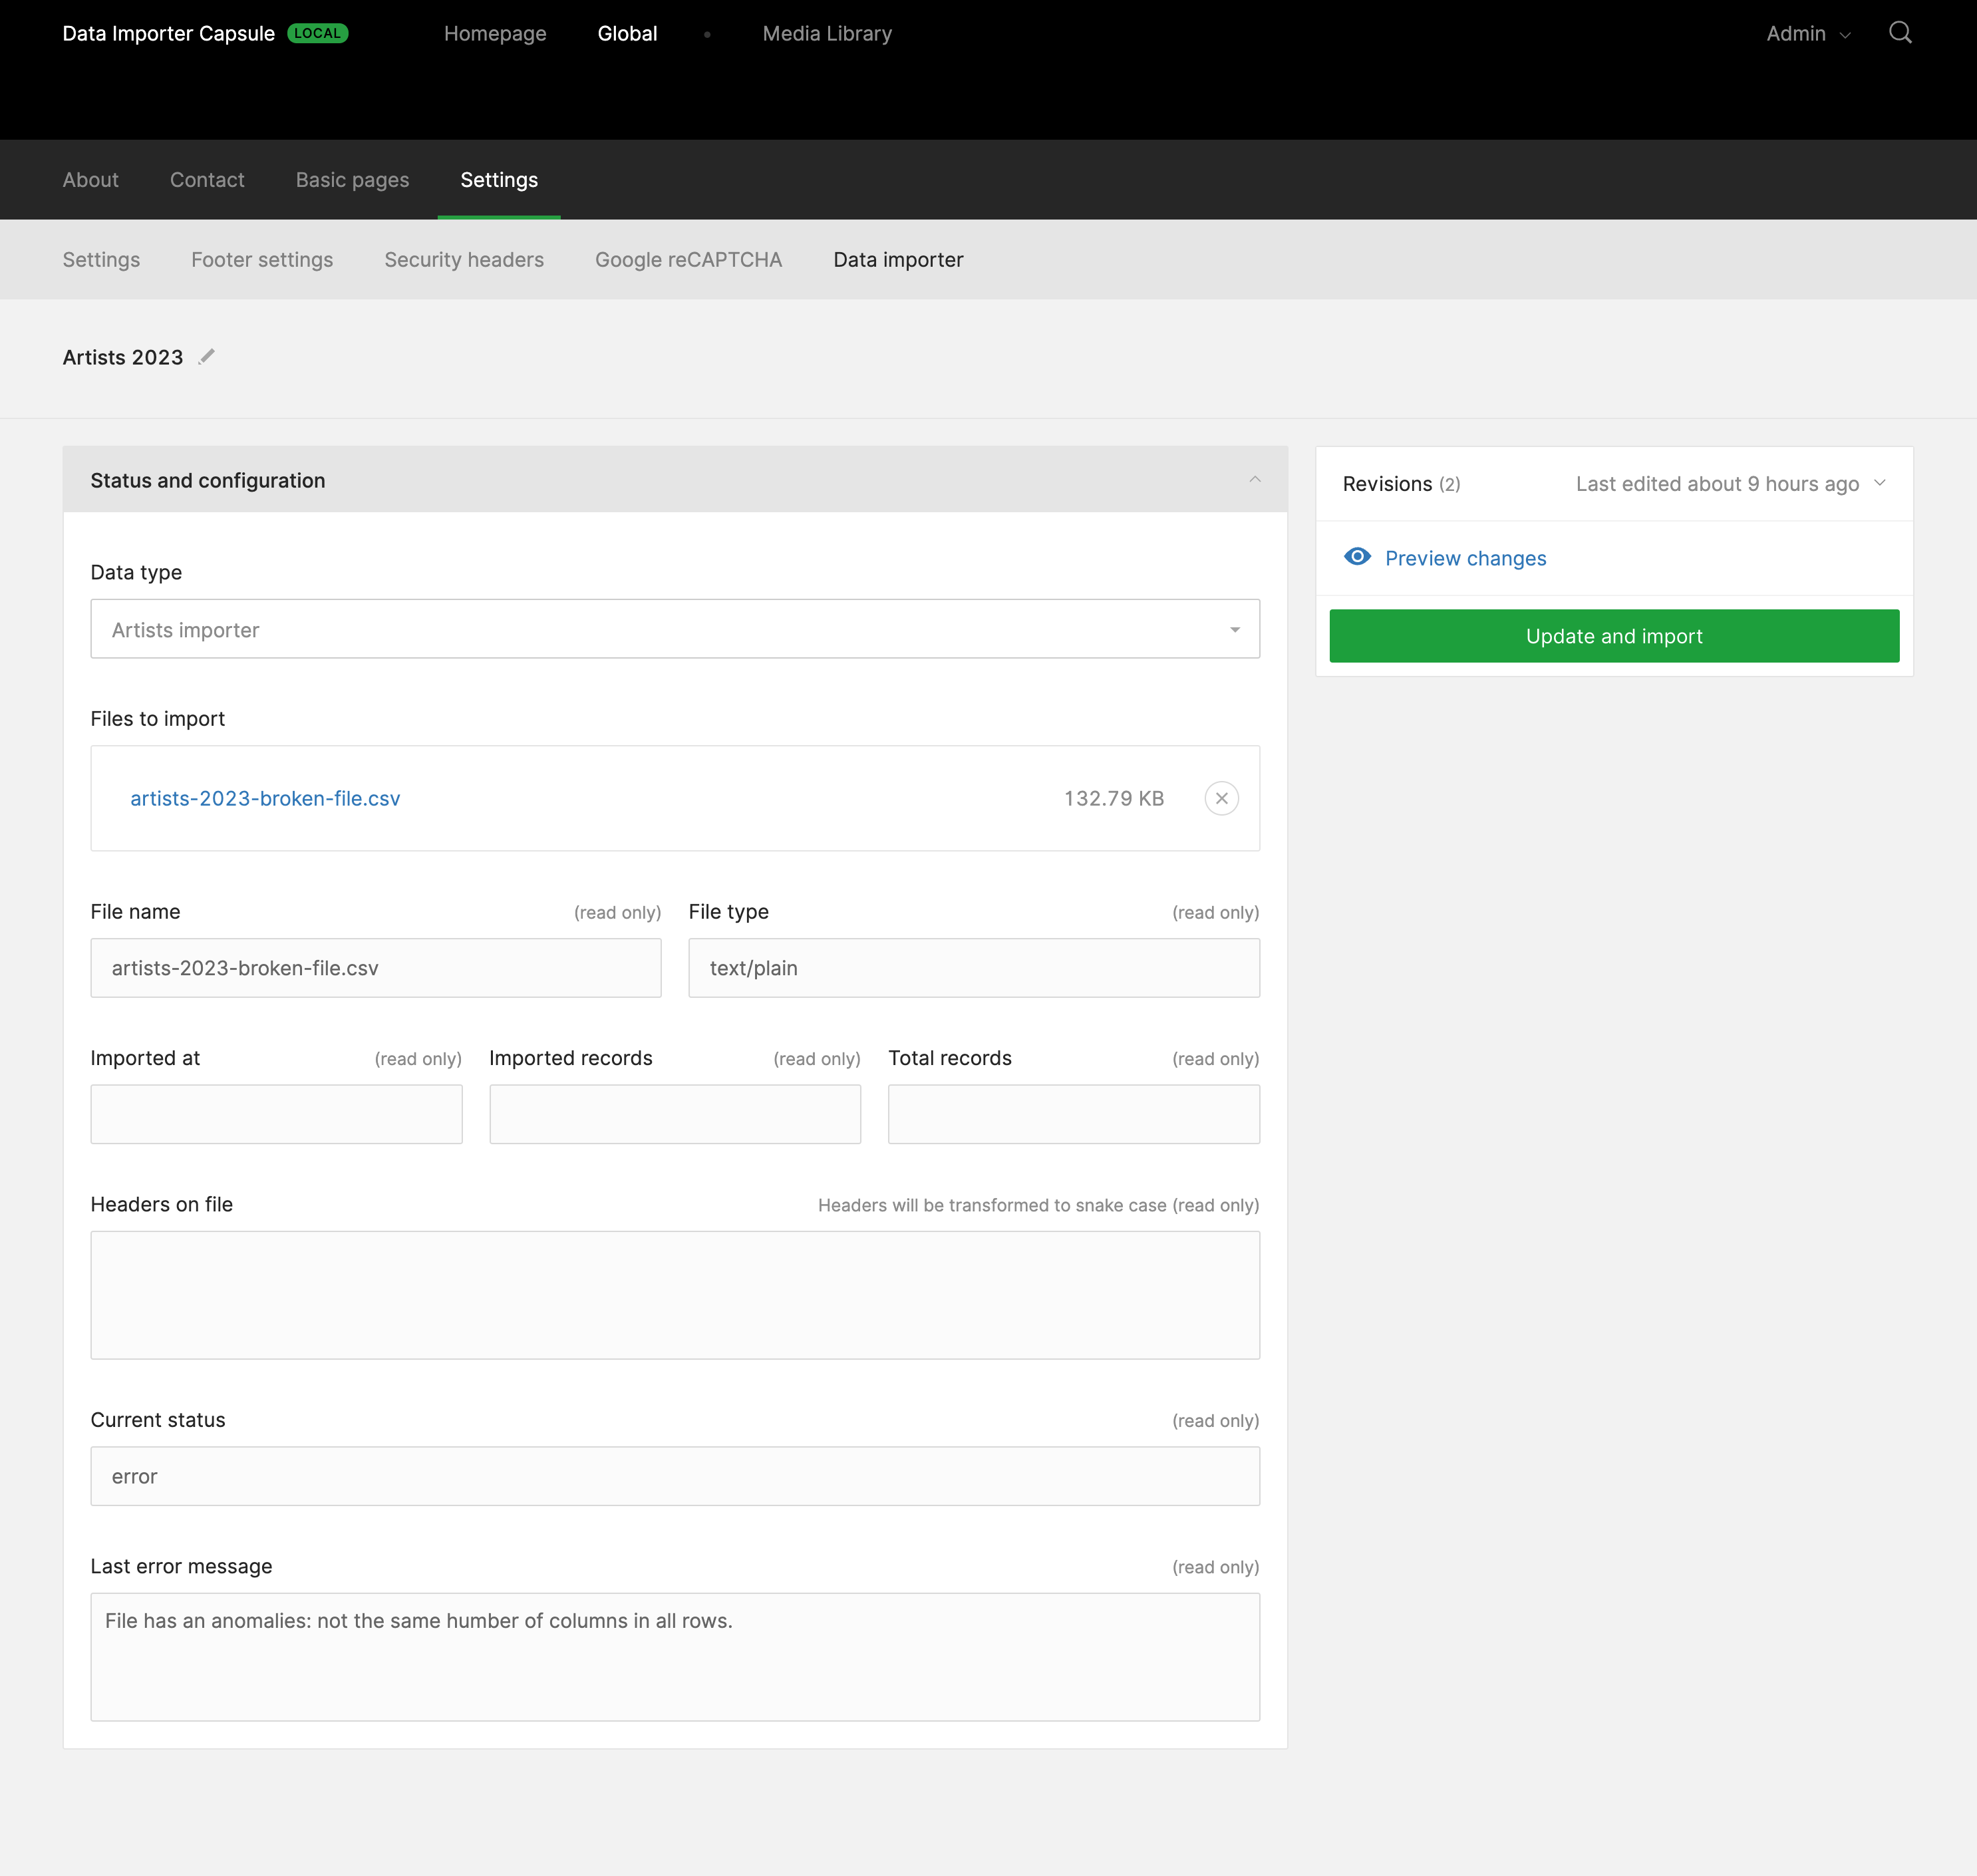 Data Importer Capsule LOCAL Homepage Global Media Library Admin
About Contact Basic pages Settings
Settings Footer settings Security headers Google reCAPTCHA Data importer
Artists 2023
Status and configuration
Revisions (2) Last edited about 9 hours ago
Preview changes
Update and import
Data type
Artists importer
Files to import
artists-2023-broken-file.csv 132.79 KB
File name (read only) File type (read only)
artists-2023-broken-file.csv text/plain
Imported at (read only) Imported records (read only) Total records (read only)
Headers on file Headers will be transformed to snake case (read only)
Current status (read only)
error
Last error message (read only)
File has an anomalies: not the same humber of columns in all rows.